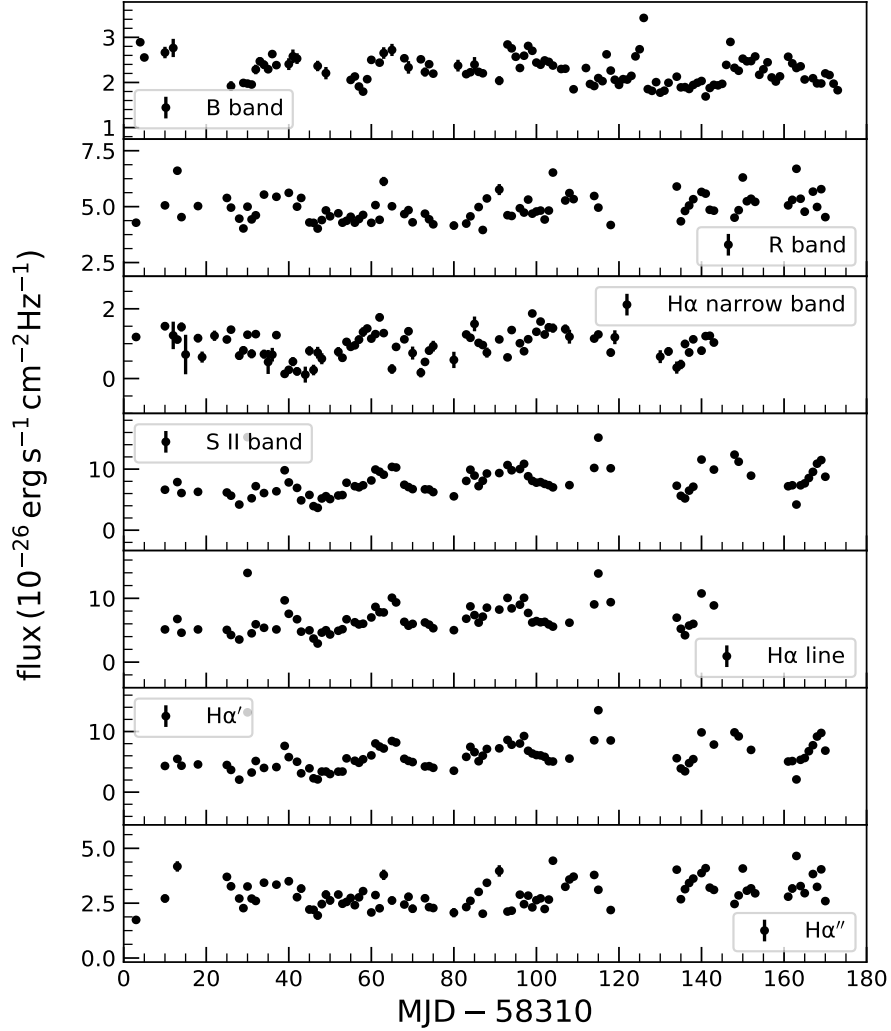 3
2
1
B band
7.5
5.0
2.5
R band
2
0
Hα narrow band
10
0
S II band
10
0
Hα line
10
0
Hα′
5.0
2.5
0.0
Hα′′
0 20 40 60 80 100 120 140 160 180
MJD − 58310
flux (10⁻²⁶ erg s⁻¹ cm⁻² Hz⁻¹)